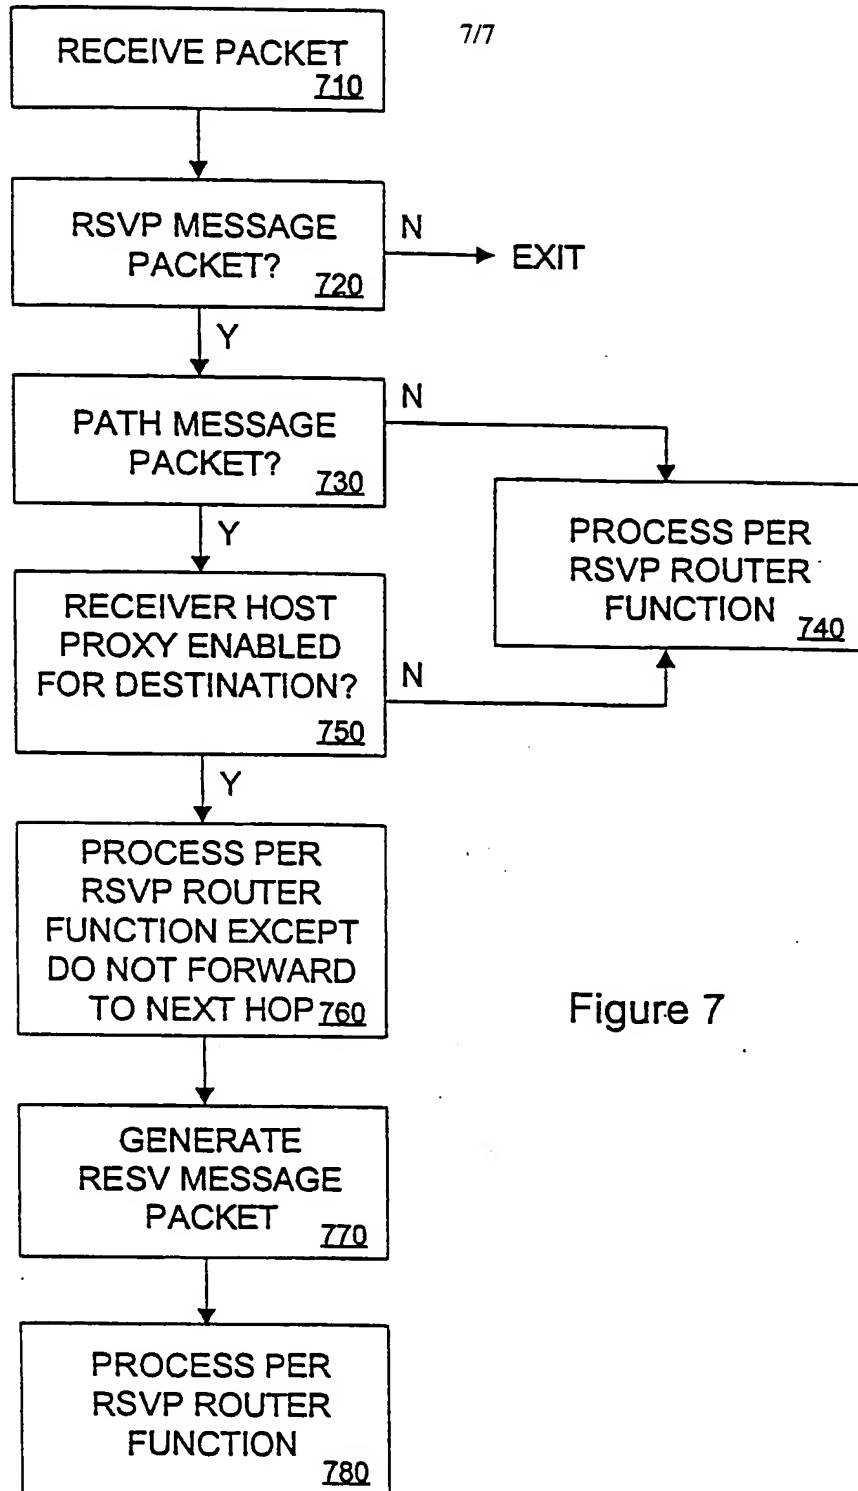 7/7
RECEIVE PACKET
710
RSVP MESSAGE
PACKET?
720
N
EXIT
Y
PATH MESSAGE
PACKET?
730
N
Y
PROCESS PER
RSVP ROUTER
FUNCTION
740
RECEIVER HOST
PROXY ENABLED
FOR DESTINATION?
750
N
Y
PROCESS PER
RSVP ROUTER
FUNCTION EXCEPT
DO NOT FORWARD
TO NEXT HOP 760
Figure 7
GENERATE
RESV MESSAGE
PACKET
770
PROCESS PER
RSVP ROUTER
FUNCTION
780